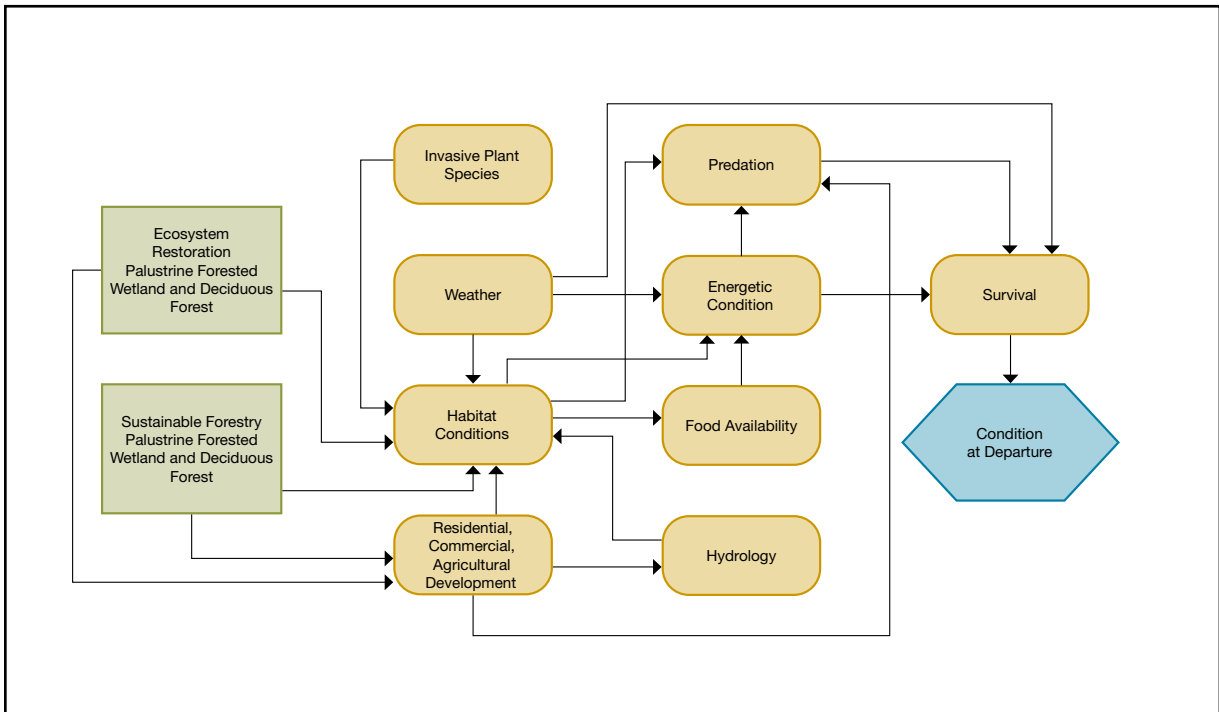 Invasive Plant
Species
Predation
Ecosystem
Restoration
Palustrine Forested
Wetland and Deciduous
Forest
Weather
Energetic
Condition
Survival
Sustainable Forestry
Palustrine Forested
Wetland and Deciduous
Forest
Habitat
Conditions
Food Availability
Condition
at Departure
Residential,
Commercial,
Agricultural
Development
Hydrology